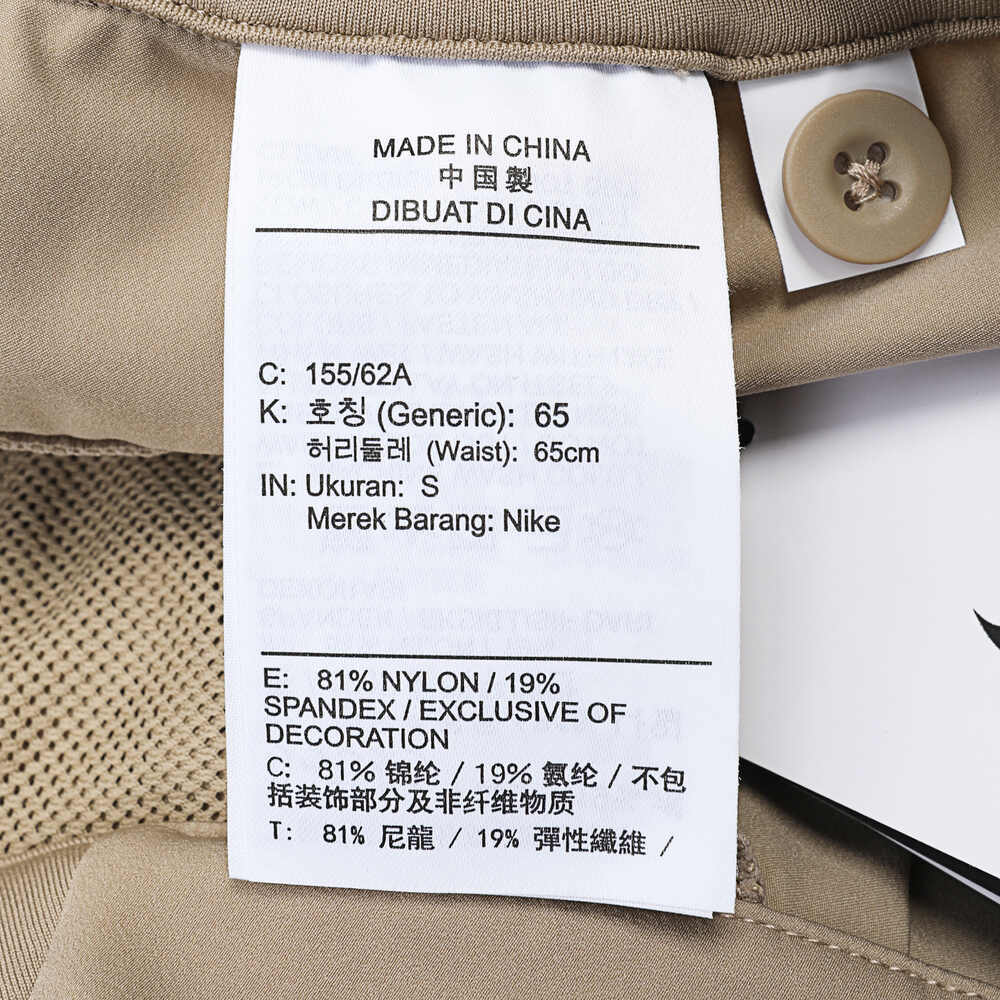 MADE IN CHINA
中国製
DIBUAT DI CINA
C: 155/62A
K: 호칭 (Generic): 65
허리둘레 (Waist): 65cm
IN: Ukuran: S
Merek Barang: Nike
E: 81% NYLON / 19%
SPANDEX / EXCLUSIVE OF
DECORATION
C: 81% 锦纶 / 19% 氨纶 / 不包
括装饰部分及非纤维物质
T: 81% 尼龍 / 19% 彈性纖維 /